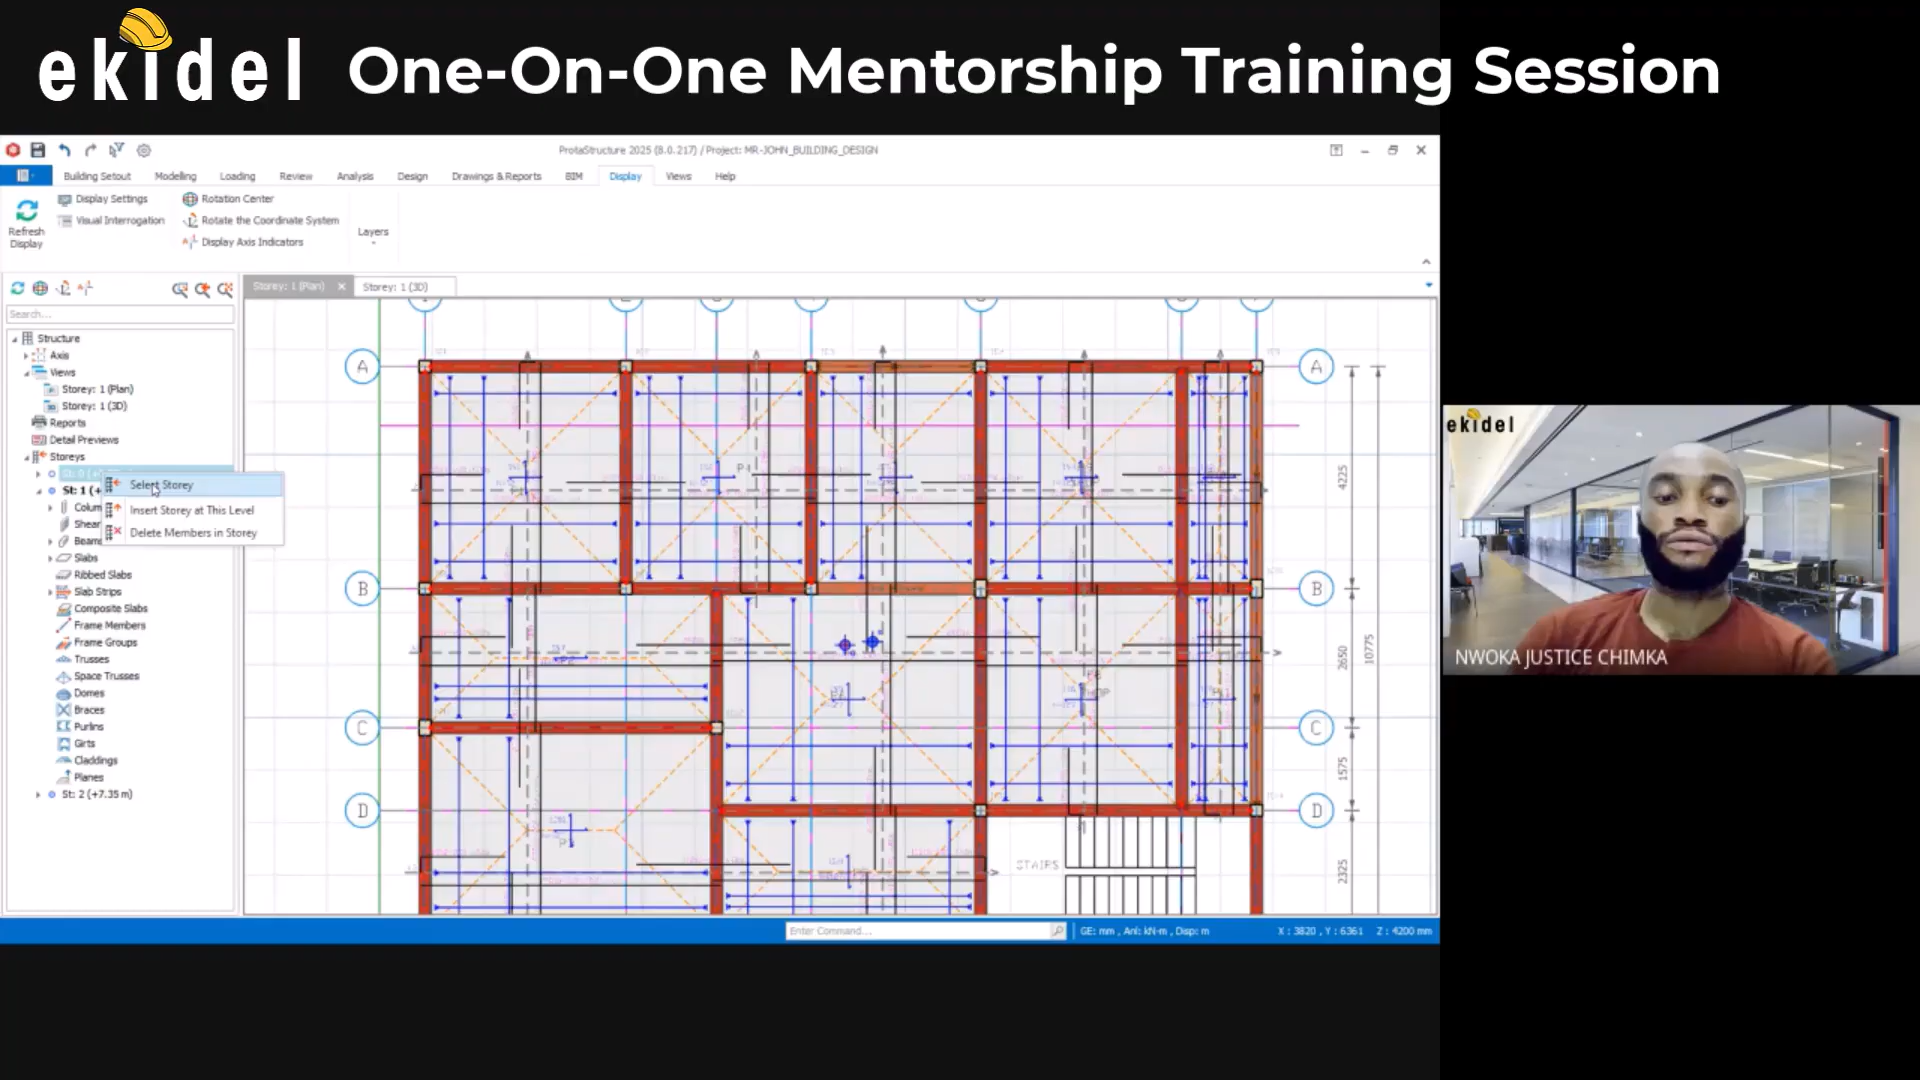 ekidel One-On-One Mentorship Training Session
ProtaStructure 2025 (8.0.217) / Project: MR-JOHN_BUILDING_DESIGN
Building Setout Modelling Loading Review Analysis Design Drawings & Reports BIM Display Views Help
Refresh Display
Display Settings
Visual Interrogation
Rotation Center
Rotate the Coordinate System
Display Axis Indicators
Layers
Storey: 1 (Plan)
Storey: 1 (3D)
Search...
Structure
Axis
Views
Storey: 1 (Plan)
Storey: 1 (3D)
Reports
Detail Previews
Storeys
St: 1 (+
Colum
Shear
Beams
Slabs
Ribbed Slabs
Slab Strips
Composite Slabs
Frame Members
Frame Groups
Trusses
Space Trusses
Domes
Braces
Purlins
Girts
Claddings
Planes
St: 2 (+7.35 m)
Select Storey
Insert Storey at This Level
Delete Members in Storey
A A
B B
C C
D D
4225
2650
10775
1575
2325
STAIRS
Enter Command...
GE: mm , Anl: kN-m , Disp: m
X : 3820 , Y : 6361 Z : 4200 mm
ekidel
NWOKA JUSTICE CHIMKA